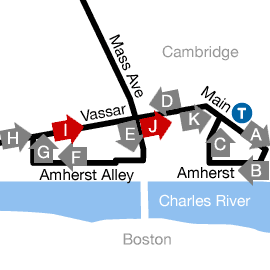 Mass Ave
Cambridge
D
Main
Vassar
T
K
I
J
E
A
H
C
G
F
B
Amherst Alley
Amherst
Charles River
Boston